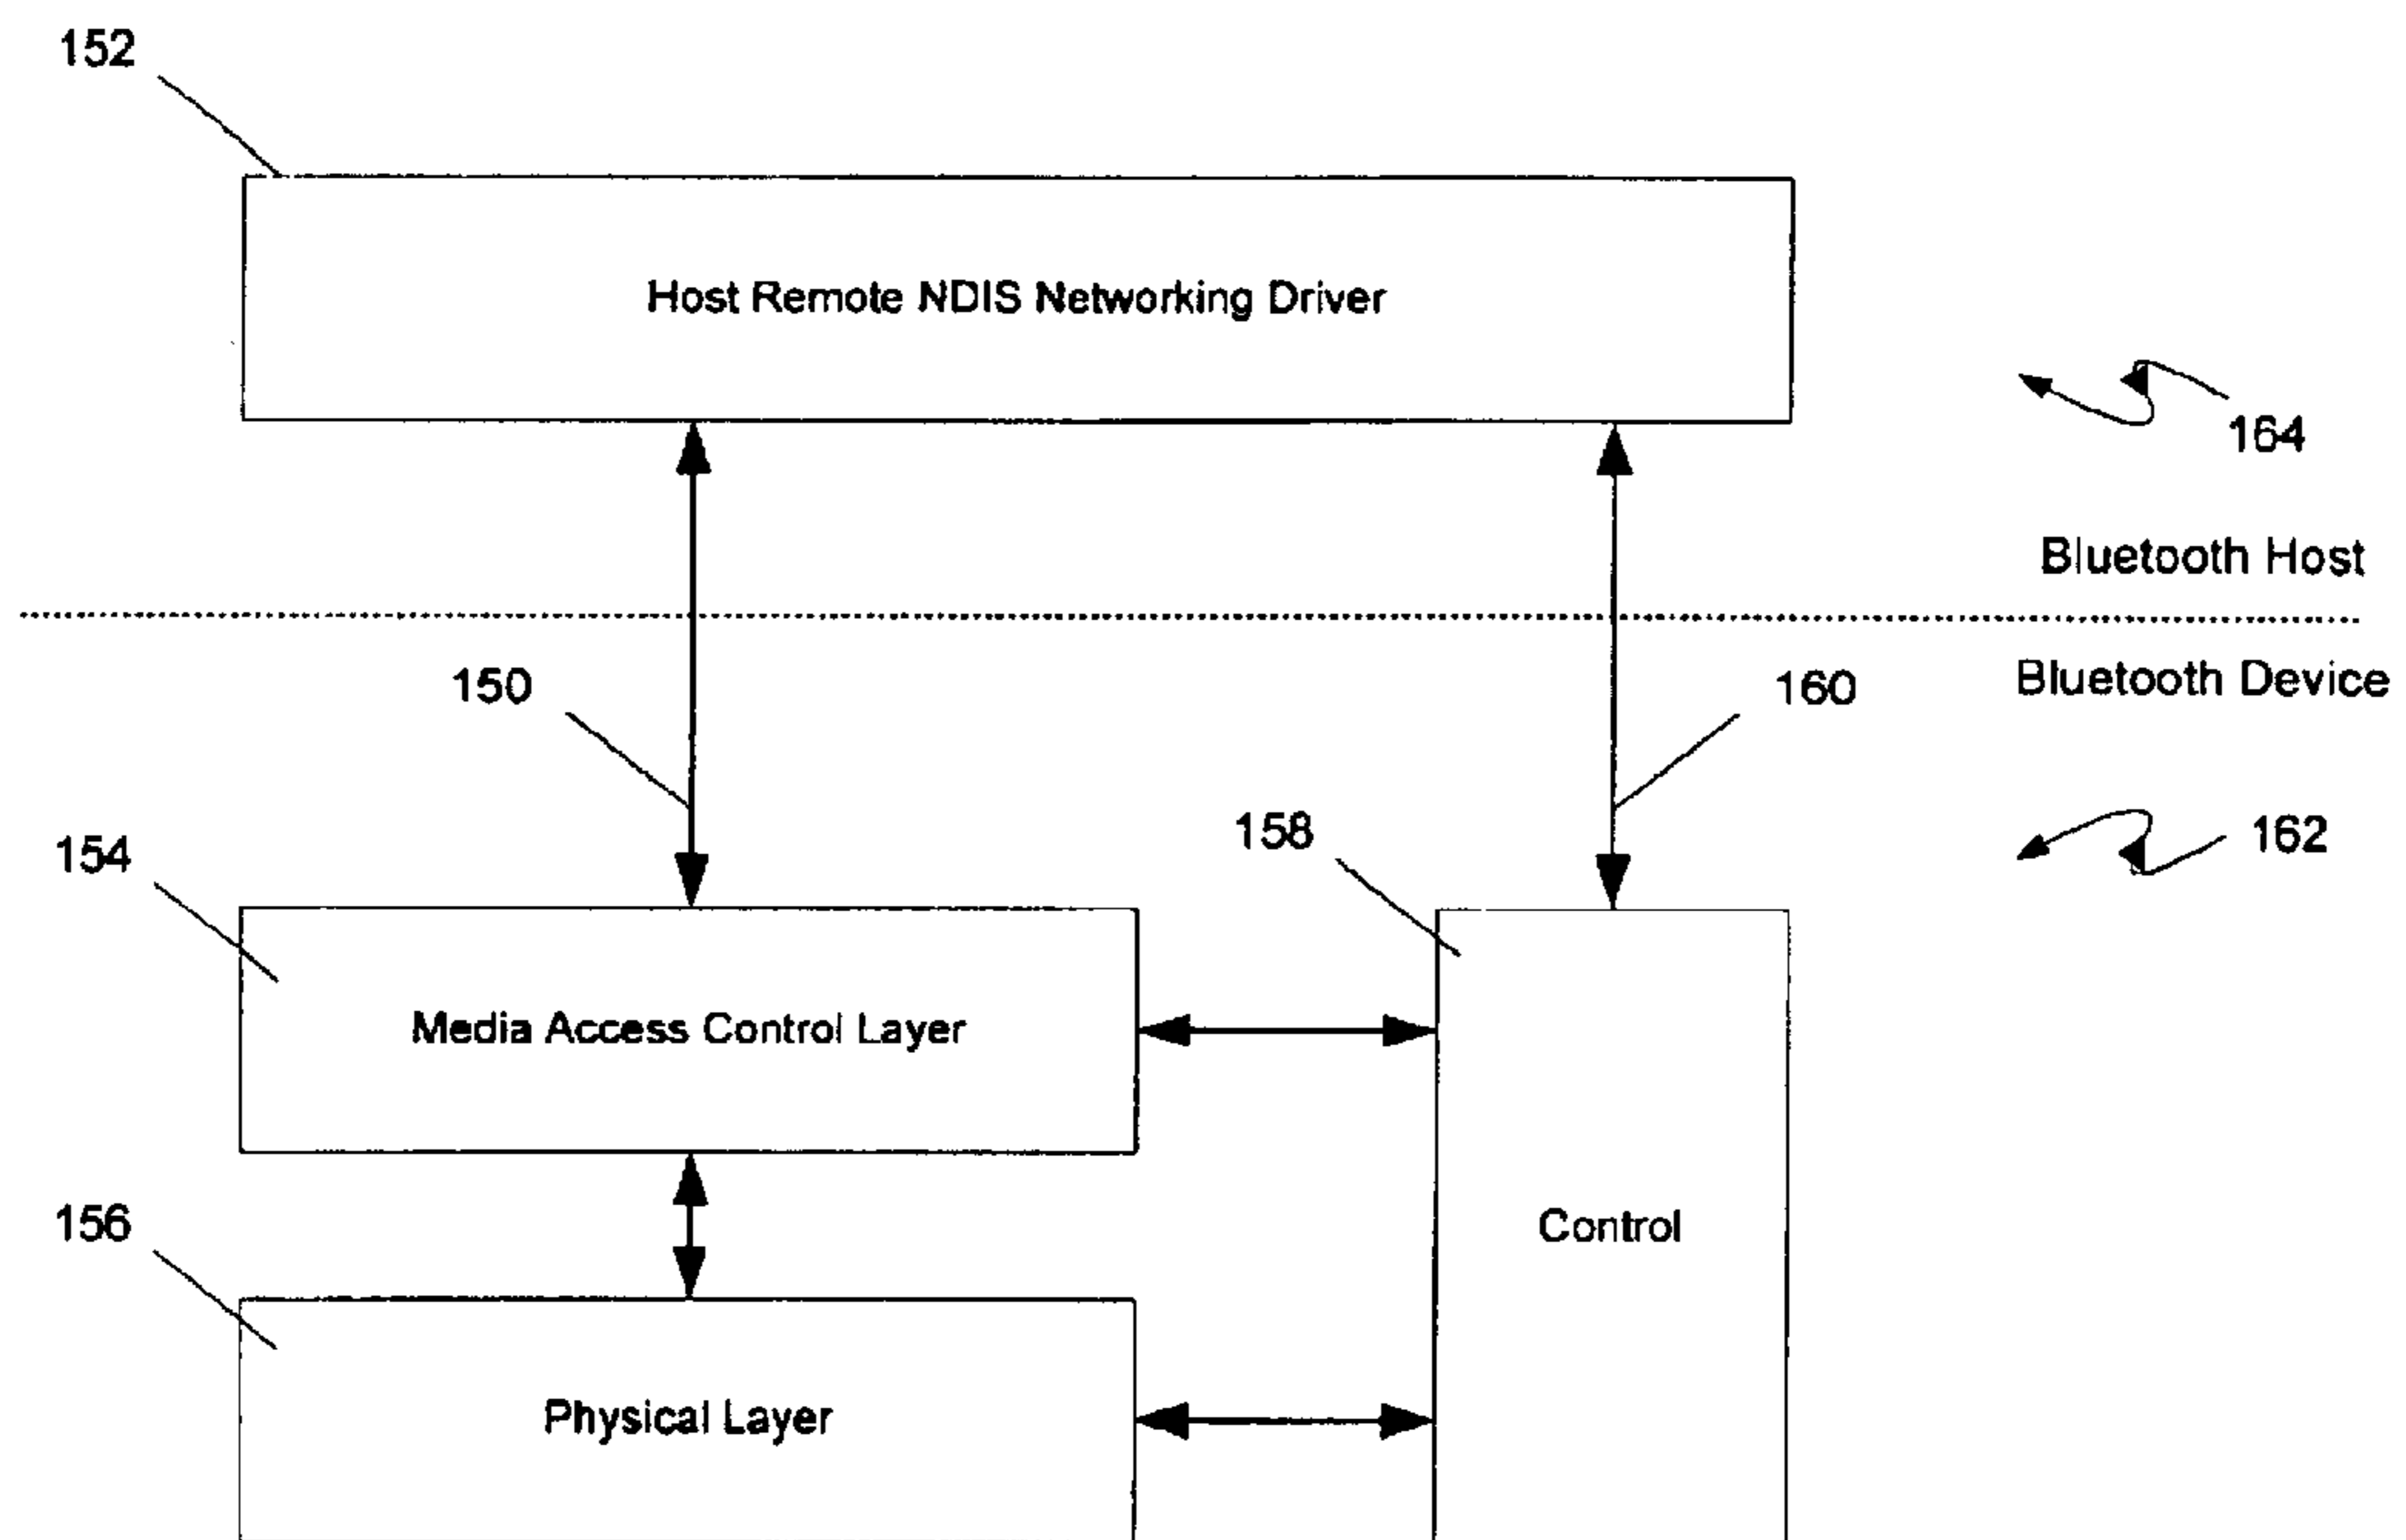 152
Host Remote NDIS Networking Driver
164
Bluetooth Host
Bluetooth Device
150
160
158
162
154
Media Access Control Layer
156
Control
Physical Layer